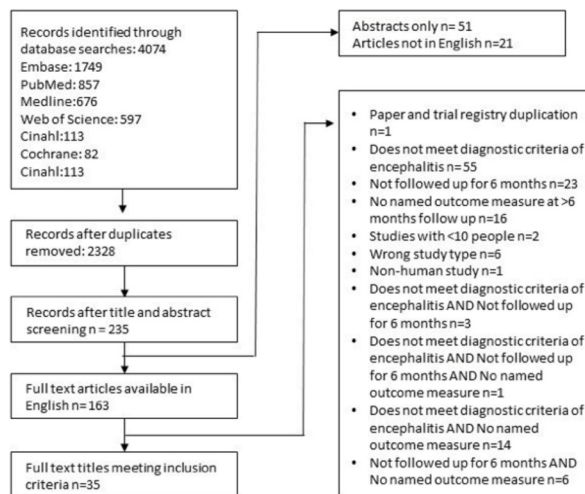 Records identified through
database searches: 4074
Embase: 1749
PubMed: 857
Medline:676
Web of Science: 597
Cinahl:113
Cochrane: 82
Cinahl:113
Abstracts only n= 51
Articles not in English n=21
Records after duplicates
removed: 2328
Records after title and abstract
screening n = 235
Full text articles available in
English n= 163
Full text titles meeting inclusion
criteria n=35
• Paper and trial registry duplication
n=1
• Does not meet diagnostic criteria of
encephalitis n= 55
• Not followed up for 6 months n=23
• No named outcome measure at >6
months follow up n=16
• Studies with <10 people n=2
• Wrong study type n=6
• Non-human study n=1
• Does not meet diagnostic criteria of
encephalitis AND Not followed up
for 6 months n=3
• Does not meet diagnostic criteria of
encephalitis AND Not followed up
for 6 months AND No named
outcome measure n=1
• Does not meet diagnostic criteria of
encephalitis AND No named
outcome measure n=14
• Not followed up for 6 months AND
No named outcome measure n=6